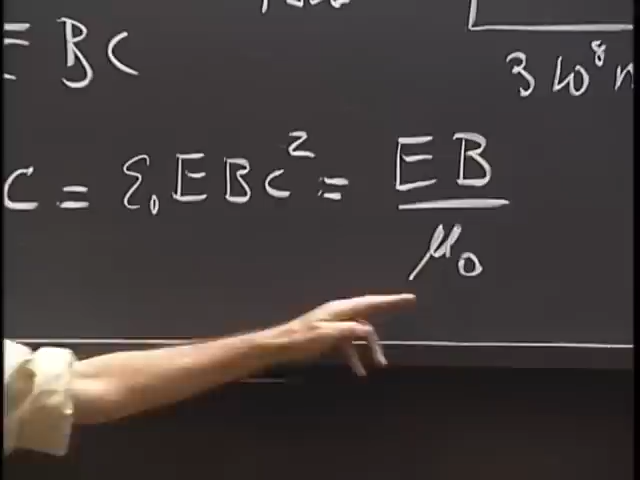 = BC
3 10⁸ m
C = ε₀EBC² = EB/μ₀